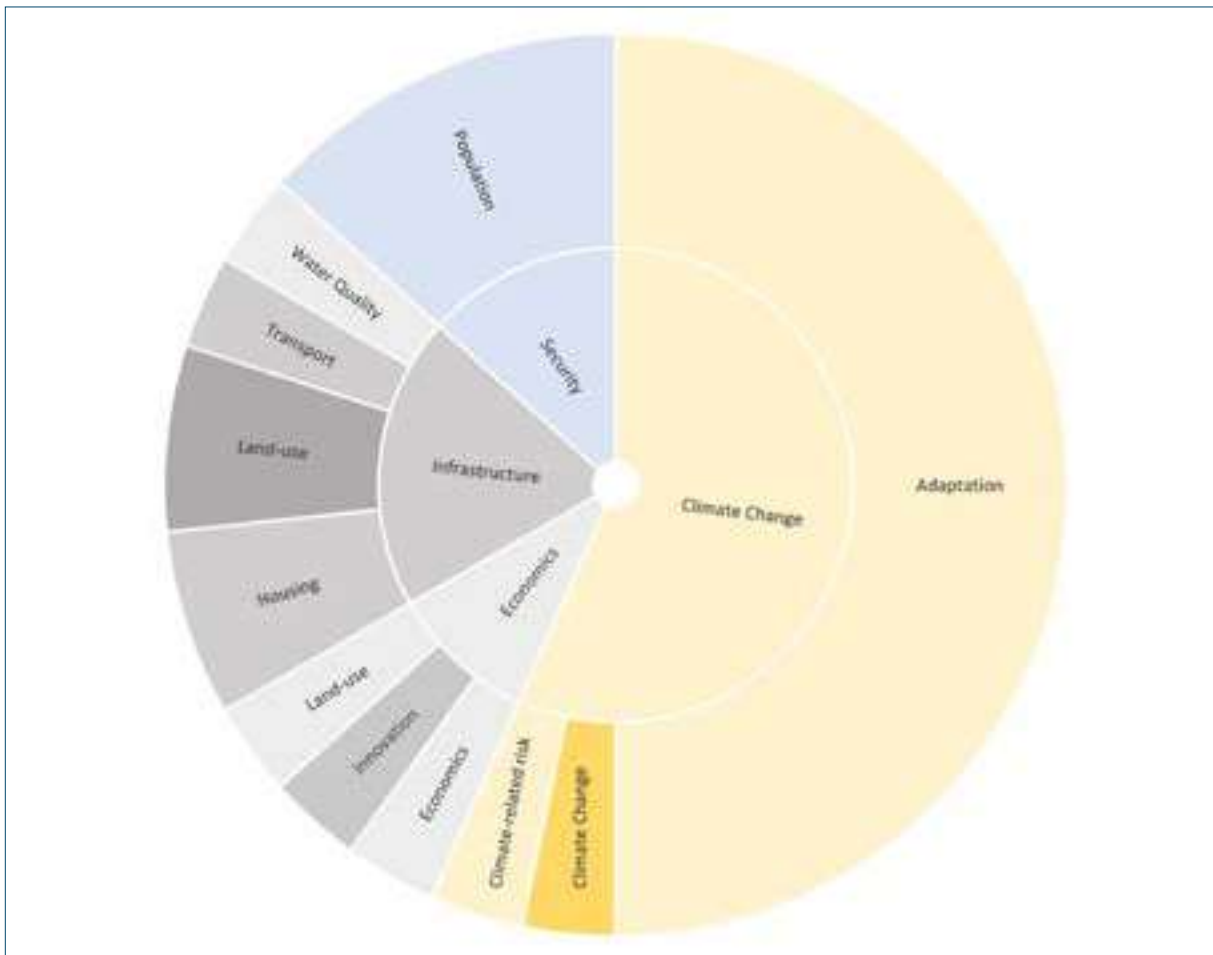 Population
Water Quality
Security
Transport
Land-use
Infrastructure
Adaptation
Climate Change
Housing
Economics
Land-use
Innovation
Economics
Climate-related risk
Climate Change